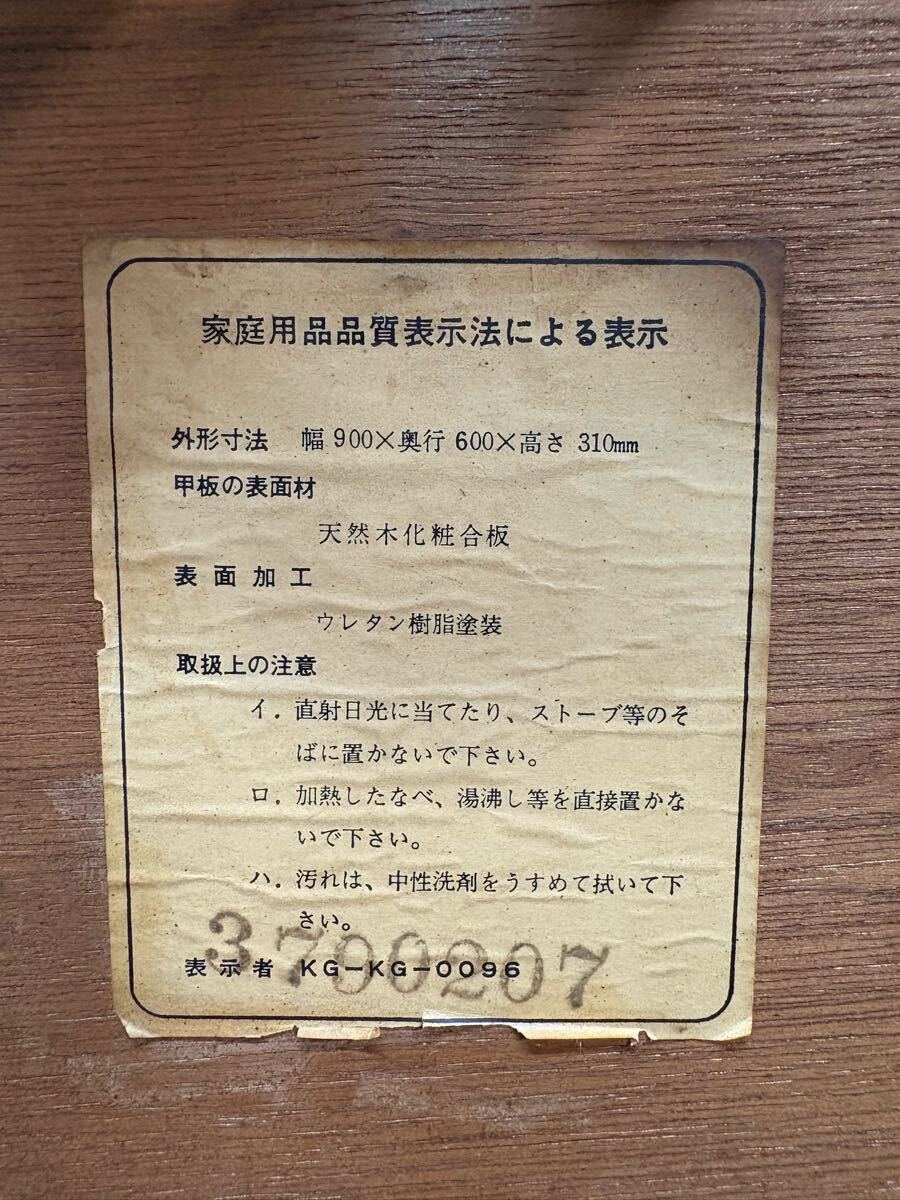 家庭用品品質表示法による表示
外形寸法 幅 900×奥行 600×高さ 310mm
甲板の表面材
天然木化粧合板
表面加工
ウレタン樹脂塗装
取扱上の注意
イ. 直射日光に当てたり、ストーブ等のそ
ばに置かないで下さい。
ロ. 加熱したなべ、湯沸し等を直接置かな
いで下さい。
ハ. 汚れは、中性洗剤をうすめて拭いて下
さい。
3700207
表示者 KG-KG-0096